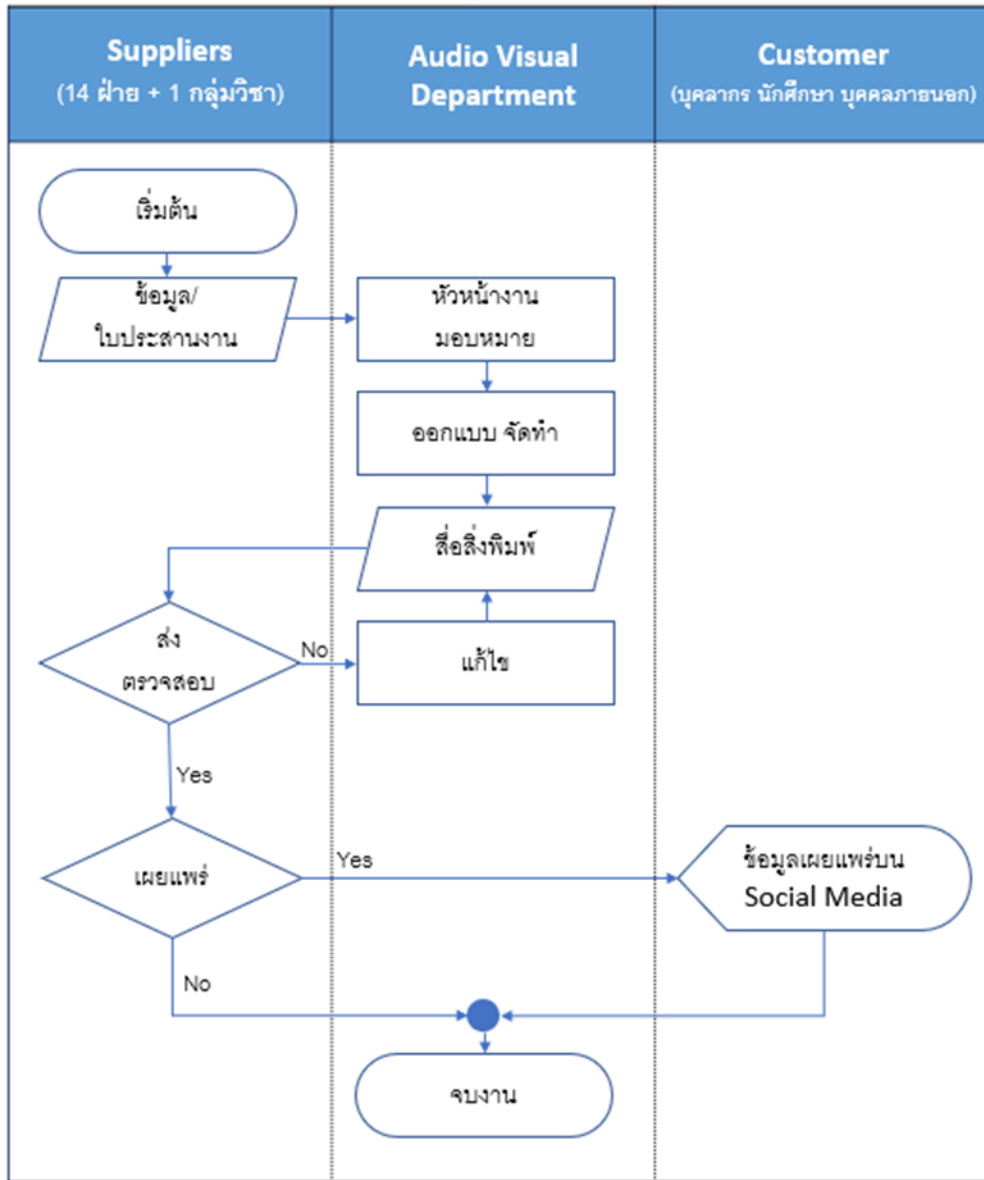 Suppliers
(14 ฝ่าย + 1 กลุ่มวิชา)
Audio Visual
Department
Customer
(บุคลากร นักศึกษา บุคคลภายนอก)
เริ่มต้น
ข้อมูล/
ใบประสานงาน
หัวหน้างาน
มอบหมาย
ออกแบบ จัดทำ
สื่อสิ่งพิมพ์
ส่ง
ตรวจสอบ
No
แก้ไข
Yes
เผยแพร่
Yes
ข้อมูลเผยแพร่บน
Social Media
No
จบงาน